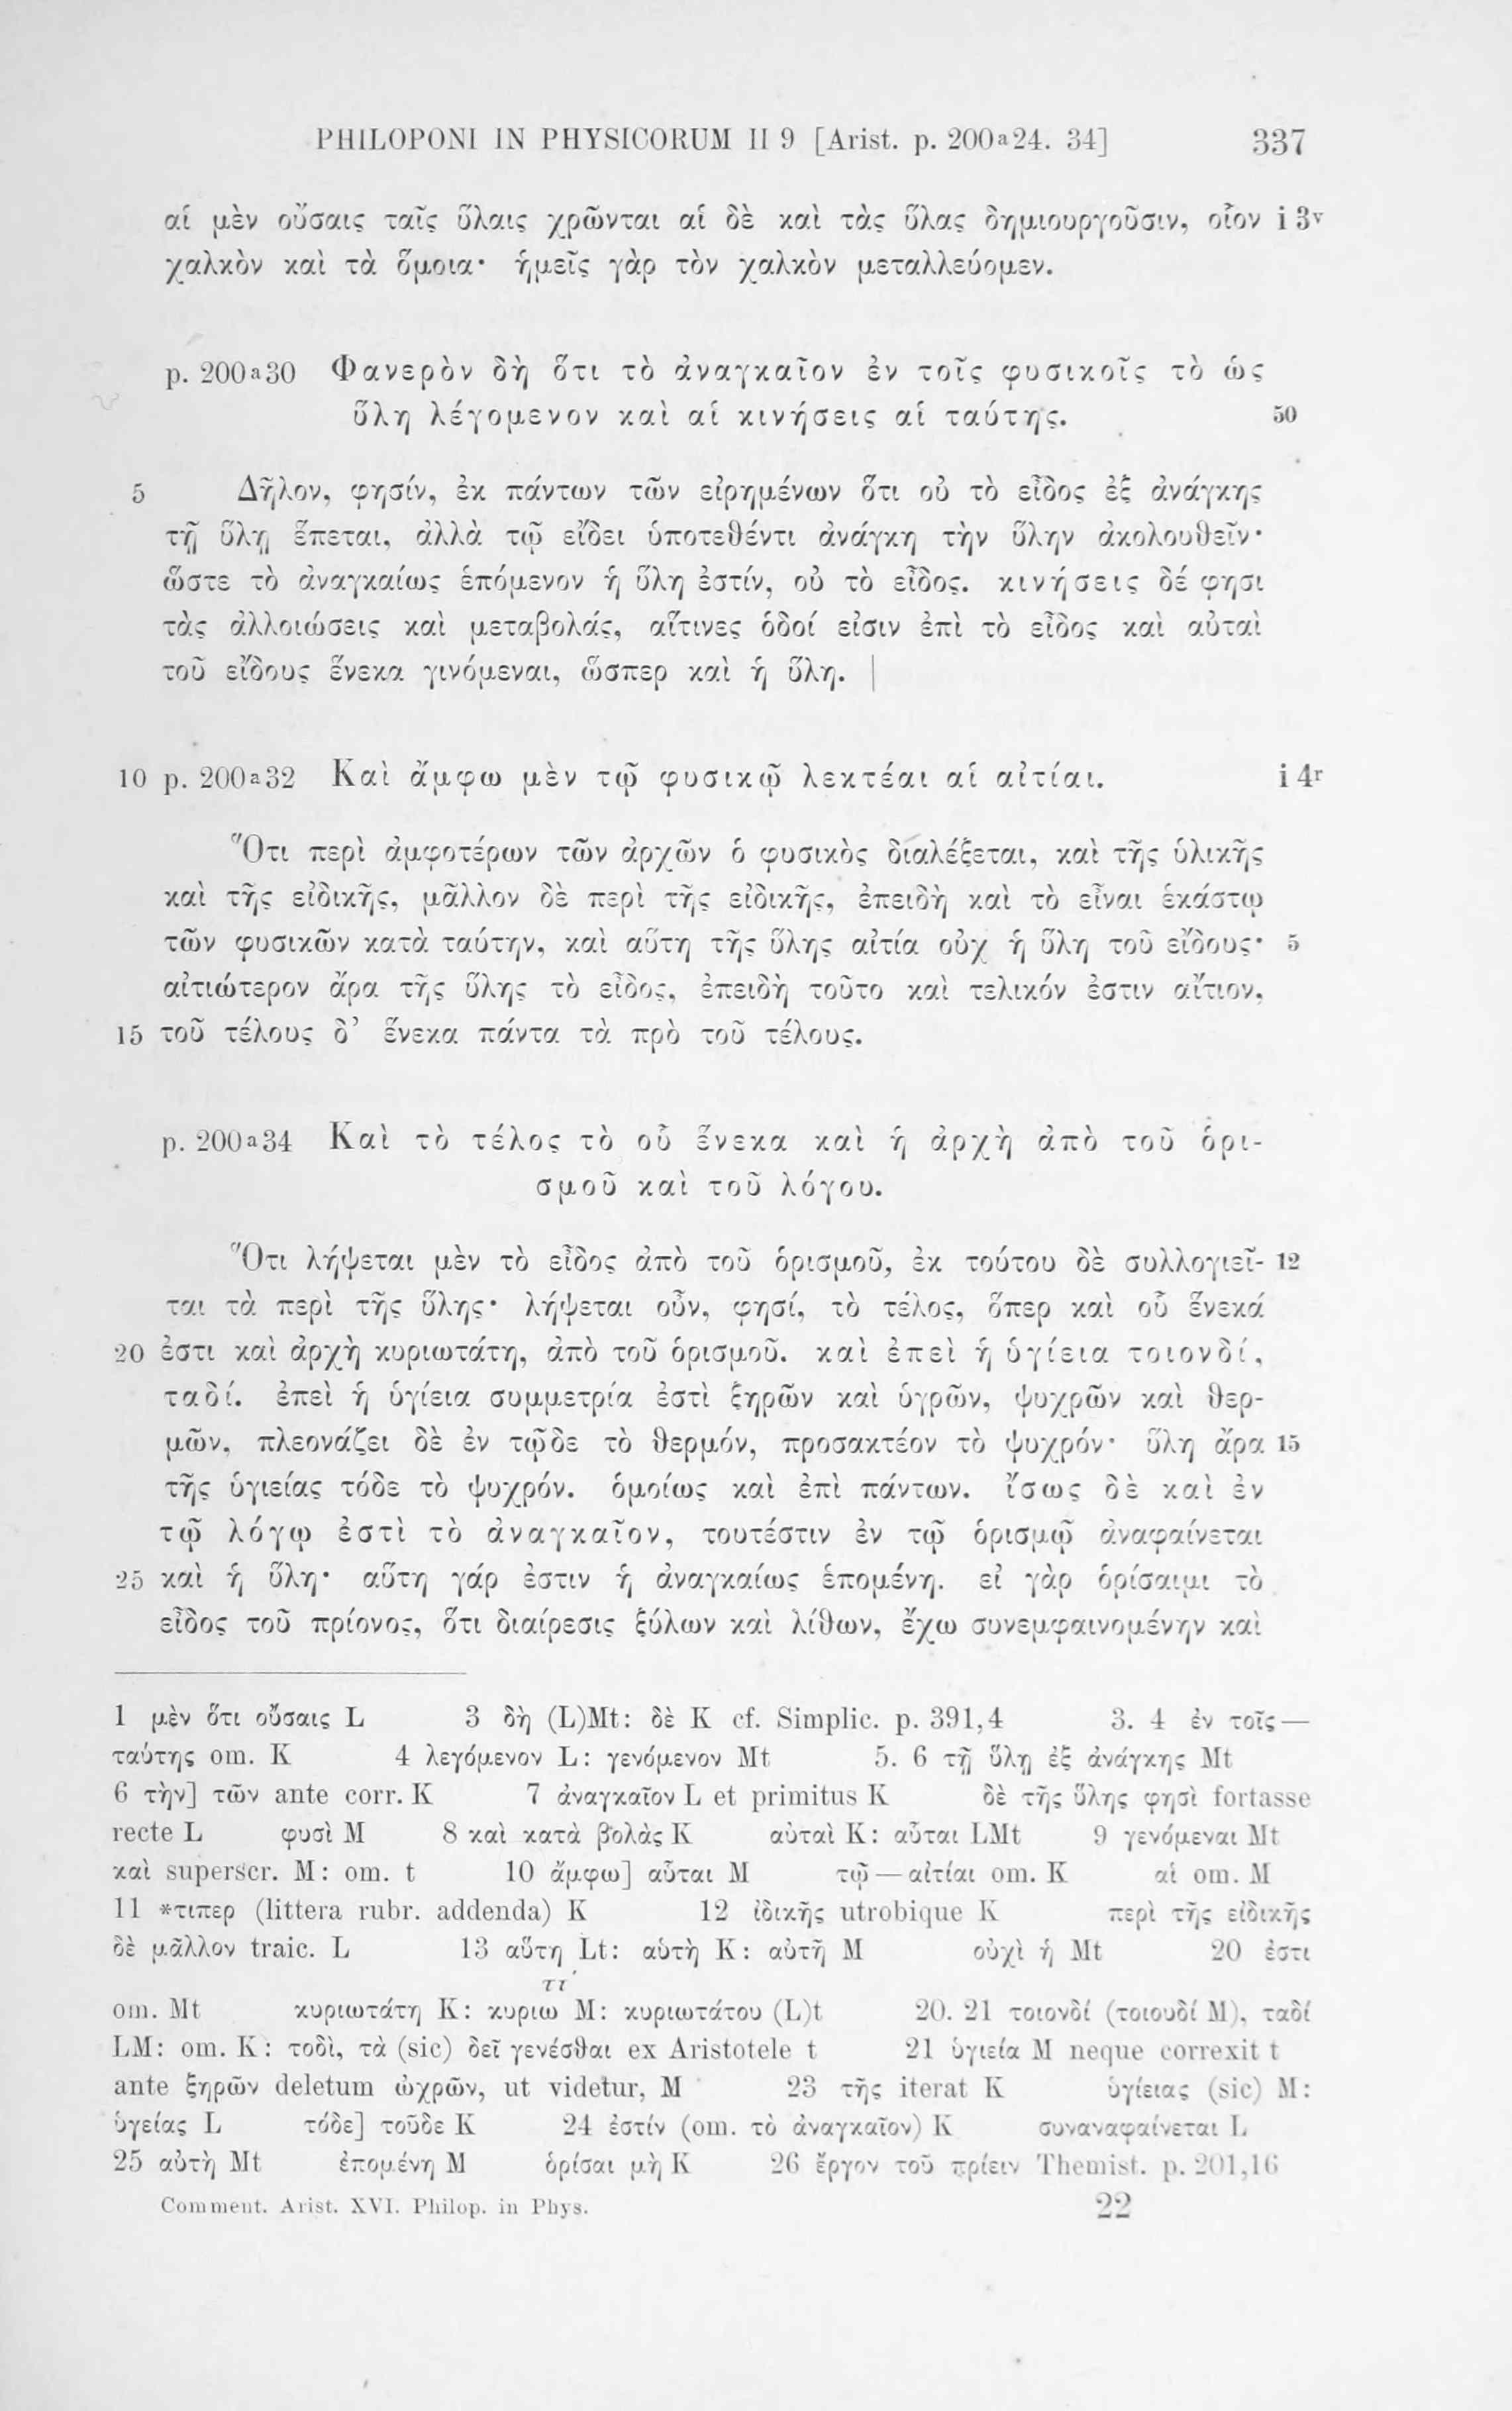 PHILOPONI IN PHYSICORUM II 9 [Arist. p. 200a24. 34] 337
αἱ μὲν οὔσαις ταῖς ὕλαις χρῶνται αἱ δὲ καὶ τὰς ὕλας δημιουργοῦσιν, οἷον i 3v
χαλκὸν καὶ τὰ ὅμοια· ἡμεῖς γὰρ τὸν χαλκὸν μεταλλεύομεν.
p. 200a30 Φανερὸν δὴ ὅτι τὸ ἀναγκαῖον ἐν τοῖς φυσικοῖς τὸ ὡς
ὕλη λέγομενον καὶ αἱ κινήσεις αἱ ταύτης. 50
5 Δῆλον, φησίν, ἐκ πάντων τῶν εἰρημένων ὅτι οὐ τὸ εἶδος ἐξ ἀνάγκης
τῇ ὕλῃ ἕπεται, ἀλλὰ τῷ εἴδει ὑποτεθέντι ἀνάγκη τὴν ὕλην ἀκολουθεῖν·
ὥστε τὸ ἀναγκαίως ἑπόμενον ἡ ὕλη ἐστίν, οὐ τὸ εἶδος. κινήσεις δέ φησι
τὰς ἀλλοιώσεις καὶ μεταβολάς, αἵτινες ὁδοί εἰσιν ἐπὶ τὸ εἶδος καὶ αὐταὶ
τοῦ εἴδους ἕνεκα γινόμεναι, ὥσπερ καὶ ἡ ὕλη. |
10 p. 200a32 Καὶ ἄμφω μὲν τῷ φυσικῷ λεκτέαι αἱ αἰτίαι. i 4r
Ὅτι περὶ ἀμφοτέρων τῶν ἀρχῶν ὁ φυσικὸς διαλέξεται, καὶ τῆς ὑλικῆς
καὶ τῆς εἰδικῆς, μᾶλλον δὲ περὶ τῆς εἰδικῆς, ἐπειδὴ καὶ τὸ εἶναι ἑκάστῳ
τῶν φυσικῶν κατὰ ταύτην, καὶ αὕτη τῆς ὕλης αἰτία οὐχ ἡ ὕλη τοῦ εἴδους· 5
αἰτιώτερον ἄρα τῆς ὕλης τὸ εἶδος, ἐπειδὴ τοῦτο καὶ τελικόν ἐστιν αἴτιον,
15 τοῦ τέλους δ’ ἕνεκα πάντα τὰ πρὸ τοῦ τέλους.
p. 200a34 Καὶ τὸ τέλος τὸ οὗ ἕνεκα καὶ ἡ ἀρχὴ ἀπὸ τοῦ ὁρι-
σμοῦ καὶ τοῦ λόγου.
Ὅτι λήψεται μὲν τὸ εἶδος ἀπὸ τοῦ ὁρισμοῦ, ἐκ τούτου δὲ συλλογιεῖ- 12
ται τὰ περὶ τῆς ὕλης· λήψεται οὖν, φησί, τὸ τέλος, ὅπερ καὶ οὗ ἕνεκά
20 ἐστι καὶ ἀρχὴ κυριωτάτη, ἀπὸ τοῦ ὁρισμοῦ. καὶ ἐπεὶ ἡ ὑγίεια τοιονδί,
ταδί. ἐπεὶ ἡ ὑγίεια συμμετρία ἐστὶ ξηρῶν καὶ ὑγρῶν, ψυχρῶν καὶ θερ-
μῶν, πλεονάζει δὲ ἐν τῷδε τὸ θερμόν, προσακτέον τὸ ψυχρόν· ὕλη ἄρα 15
τῆς ὑγιείας τόδε τὸ ψυχρόν. ὁμοίως καὶ ἐπὶ πάντων. ἴσως δὲ καὶ ἐν
τῷ λόγῳ ἐστὶ τὸ ἀναγκαῖον, τουτέστιν ἐν τῷ ὁρισμῷ ἀναφαίνεται
25 καὶ ἡ ὕλη· αὕτη γάρ ἐστιν ἡ ἀναγκαίως ἑπομένη. εἰ γὰρ ὁρίσαιμι τὸ
εἶδος τοῦ πρίονος, ὅτι διαίρεσις ξύλων καὶ λίθων, ἔχω συνεμφαινομένην καὶ
1 μὲν ὅτι οὔσαις L 3 δὴ (L)Mt: δὲ K cf. Simplic. p. 391,4 3. 4 ἐν τοῖς—
ταύτης om. K 4 λεγόμενον L: γενόμενον Mt 5. 6 τῇ ὕλῃ ἐξ ἀνάγκης Mt
6 τὴν] τῶν ante corr. K 7 ἀναγκαῖον L et primitus K δὲ τῆς ὕλης φησὶ fortasse
recte L φυσὶ M 8 καὶ κατὰ βολὰς K αὐταὶ K: αὗται LMt 9 γενόμεναι Mt
καὶ superscr. M: om. t 10 ἄμφω] αὗται M τῷ—αἰτίαι om. K αἱ om. M
11 *τιπερ (littera rubr. addenda) K 12 ἰδικῆς utrobique K περὶ τῆς εἰδικῆς
δὲ μᾶλλον traic. L 13 αὕτη Lt: αὑτὴ K: αὐτῆ M οὐχὶ ἡ Mt 20 ἐστι
ττ
om. Mt κυριωτάτη K: κυριω M: κυριωτάτου (L)t 20. 21 τοιονδί (τοιουδί M), ταδί
LM: om. K: τοδὶ, τὰ (sic) δεῖ γενέσθαι ex Aristotele t 21 ὑγιεία M neque correxit t
ante ξηρῶν deletum ὠχρῶν, ut videtur, M 23 τῆς iterat K ὑγίειας (sic) M:
ὑγείας L τόδε] τοῦδε K 24 ἐστίν (om. τὸ ἀναγκαῖον) K συναναφαίνεται L
25 αὐτὴ Mt ἐπομένη M ὁρίσαι μὴ K 26 ἔργον τοῦ πρίειν Themist. p. 201,16
Comment. Arist. XVI. Philop. in Phys. 22